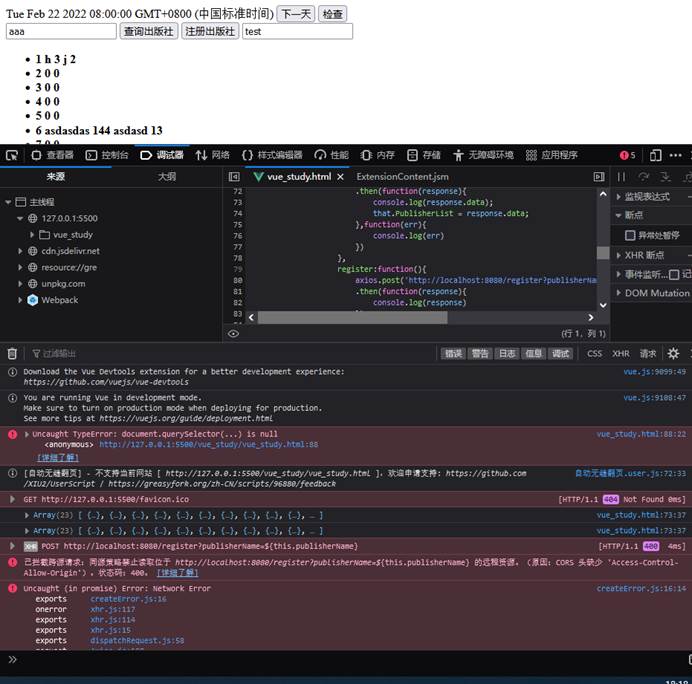 Tue Feb 22 2022 08:00:00 GMT+0800 (中国标准时间) 下一天 检查
aaa 查询出版社 注册出版社 test
• 1 h 3 j 2
• 2 0 0
• 3 0 0
• 4 0 0
• 5 0 0
• 6 asdasdas 144 asdasd 13
查看器 控制台 调试器 网络 样式编辑器 性能 内存 存储 无障碍环境 应用程序 5
来源 大纲
vue_study.html ExtensionContent.jsm
主线程
127.0.0.1:5500
vue_study
cdn.jsdelivr.net
resource://gre
unpkg.com
Webpack
72 .then(function(response){
73 console.log(response.data);
74 that.PublisherList = response.data;
75 },function(err){
76 console.log(err)
77 })
78 },
79 register:function(){
80 axios.post('http://localhost:8080/register?publisherNa
81 .then(function(response){
82 console.log(response)
监视表达式
断点
异常处暂停
XHR 断点
事件监听... 记
DOM Mutation
(行 1，列 1)
过滤输出 错误 警告 日志 信息 调试 CSS XHR 请求
Download the Vue Devtools extension for a better development experience: vue.js:9099:49
https://github.com/vuejs/vue-devtools
You are running Vue in development mode. vue.js:9108:47
Make sure to turn on production mode when deploying for production.
See more tips at https://vuejs.org/guide/deployment.html
Uncaught TypeError: document.querySelector(...) is null vue_study.html:88:22
<anonymous> http://127.0.0.1:5500/vue_study/vue_study.html:88
[详细了解]
[自动无缝翻页] - 不支持当前网站 [ http://127.0.0.1:5500/vue_study/vue_study.html ]，欢迎申请支持: https://github.com 自动无缝翻页.user.js:72:33
/XIU2/UserScript / https://greasyfork.org/zh-CN/scripts/96880/feedback
GET http://127.0.0.1:5500/favicon.ico [HTTP/1.1 404 Not Found 0ms]
Array(23) [ {…}, {…}, {…}, {…}, {…}, {…}, {…}, {…}, {…}, {…}, … ] vue_study.html:73:37
Array(23) [ {…}, {…}, {…}, {…}, {…}, {…}, {…}, {…}, {…}, {…}, … ] vue_study.html:73:37
XHR POST http://localhost:8080/register?publisherName=${this.publisherName} [HTTP/1.1 400 4ms]
已拦截跨源请求：同源策略禁止读取位于 http://localhost:8080/register?publisherName=${this.publisherName} 的远程资源。（原因：CORS 头缺少 'Access-Control-
Allow-Origin'）。状态码：400。 [详细了解]
Uncaught (in promise) Error: Network Error createError.js:16:14
exports createError.js:16
onerror xhr.js:117
exports xhr.js:114
exports xhr.js:15
exports dispatchRequest.js:58